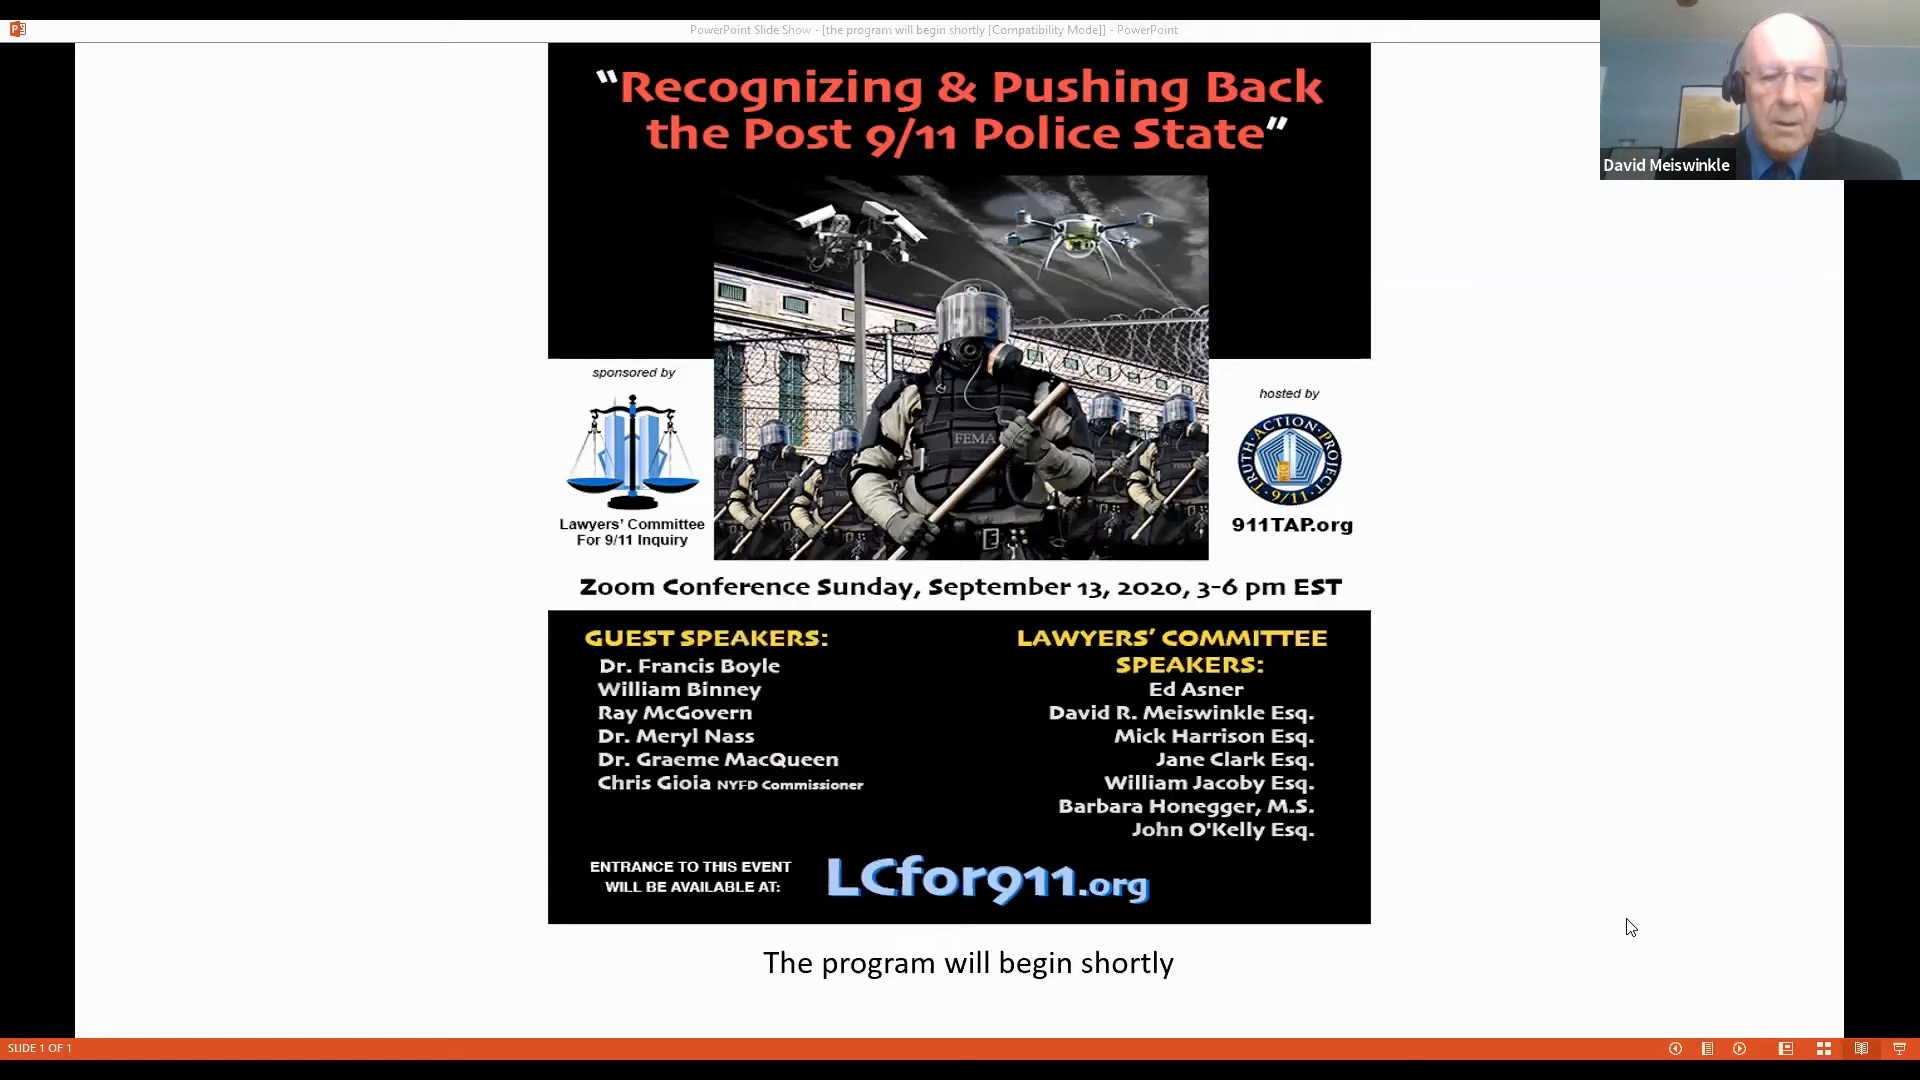 PowerPoint Slide Show - [the program will begin shortly [Compatibility Mode]] - PowerPoint
David Meiswinkle
"Recognizing & Pushing Back
the Post 9/11 Police State"
FEMA
sponsored by
Lawyers' Committee
For 9/11 Inquiry
hosted by
TRUTH·ACTION·PROJECT
·9/11·
911TAP.org
Zoom Conference Sunday, September 13, 2020, 3-6 pm EST
GUEST SPEAKERS:
Dr. Francis Boyle
William Binney
Ray McGovern
Dr. Meryl Nass
Dr. Graeme MacQueen
Chris Gioia NYFD Commissioner
LAWYERS' COMMITTEE
SPEAKERS:
Ed Asner
David R. Meiswinkle Esq.
Mick Harrison Esq.
Jane Clark Esq.
William Jacoby Esq.
Barbara Honegger, M.S.
John O'Kelly Esq.
ENTRANCE TO THIS EVENT
WILL BE AVAILABLE AT:
LCfor911.org
The program will begin shortly
SLIDE 1 OF 1